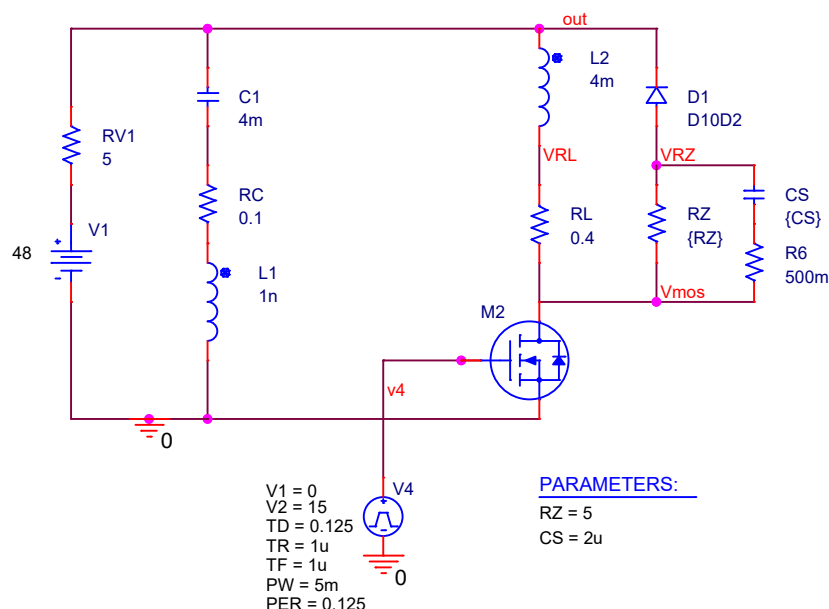 out
L2
4m
C1
4m
D1
D10D2
RV1
5
VRL
VRZ
RC
0.1
CS
{CS}
RL
0.4
RZ
{RZ}
R6
500m
V1
+
48
-
L1
1n
Vmos
M2
v4
0
V4
+
-
0
V1 = 0
V2 = 15
TD = 0.125
TR = 1u
TF = 1u
PW = 5m
PER = 0.125
PARAMETERS:
RZ = 5
CS = 2u